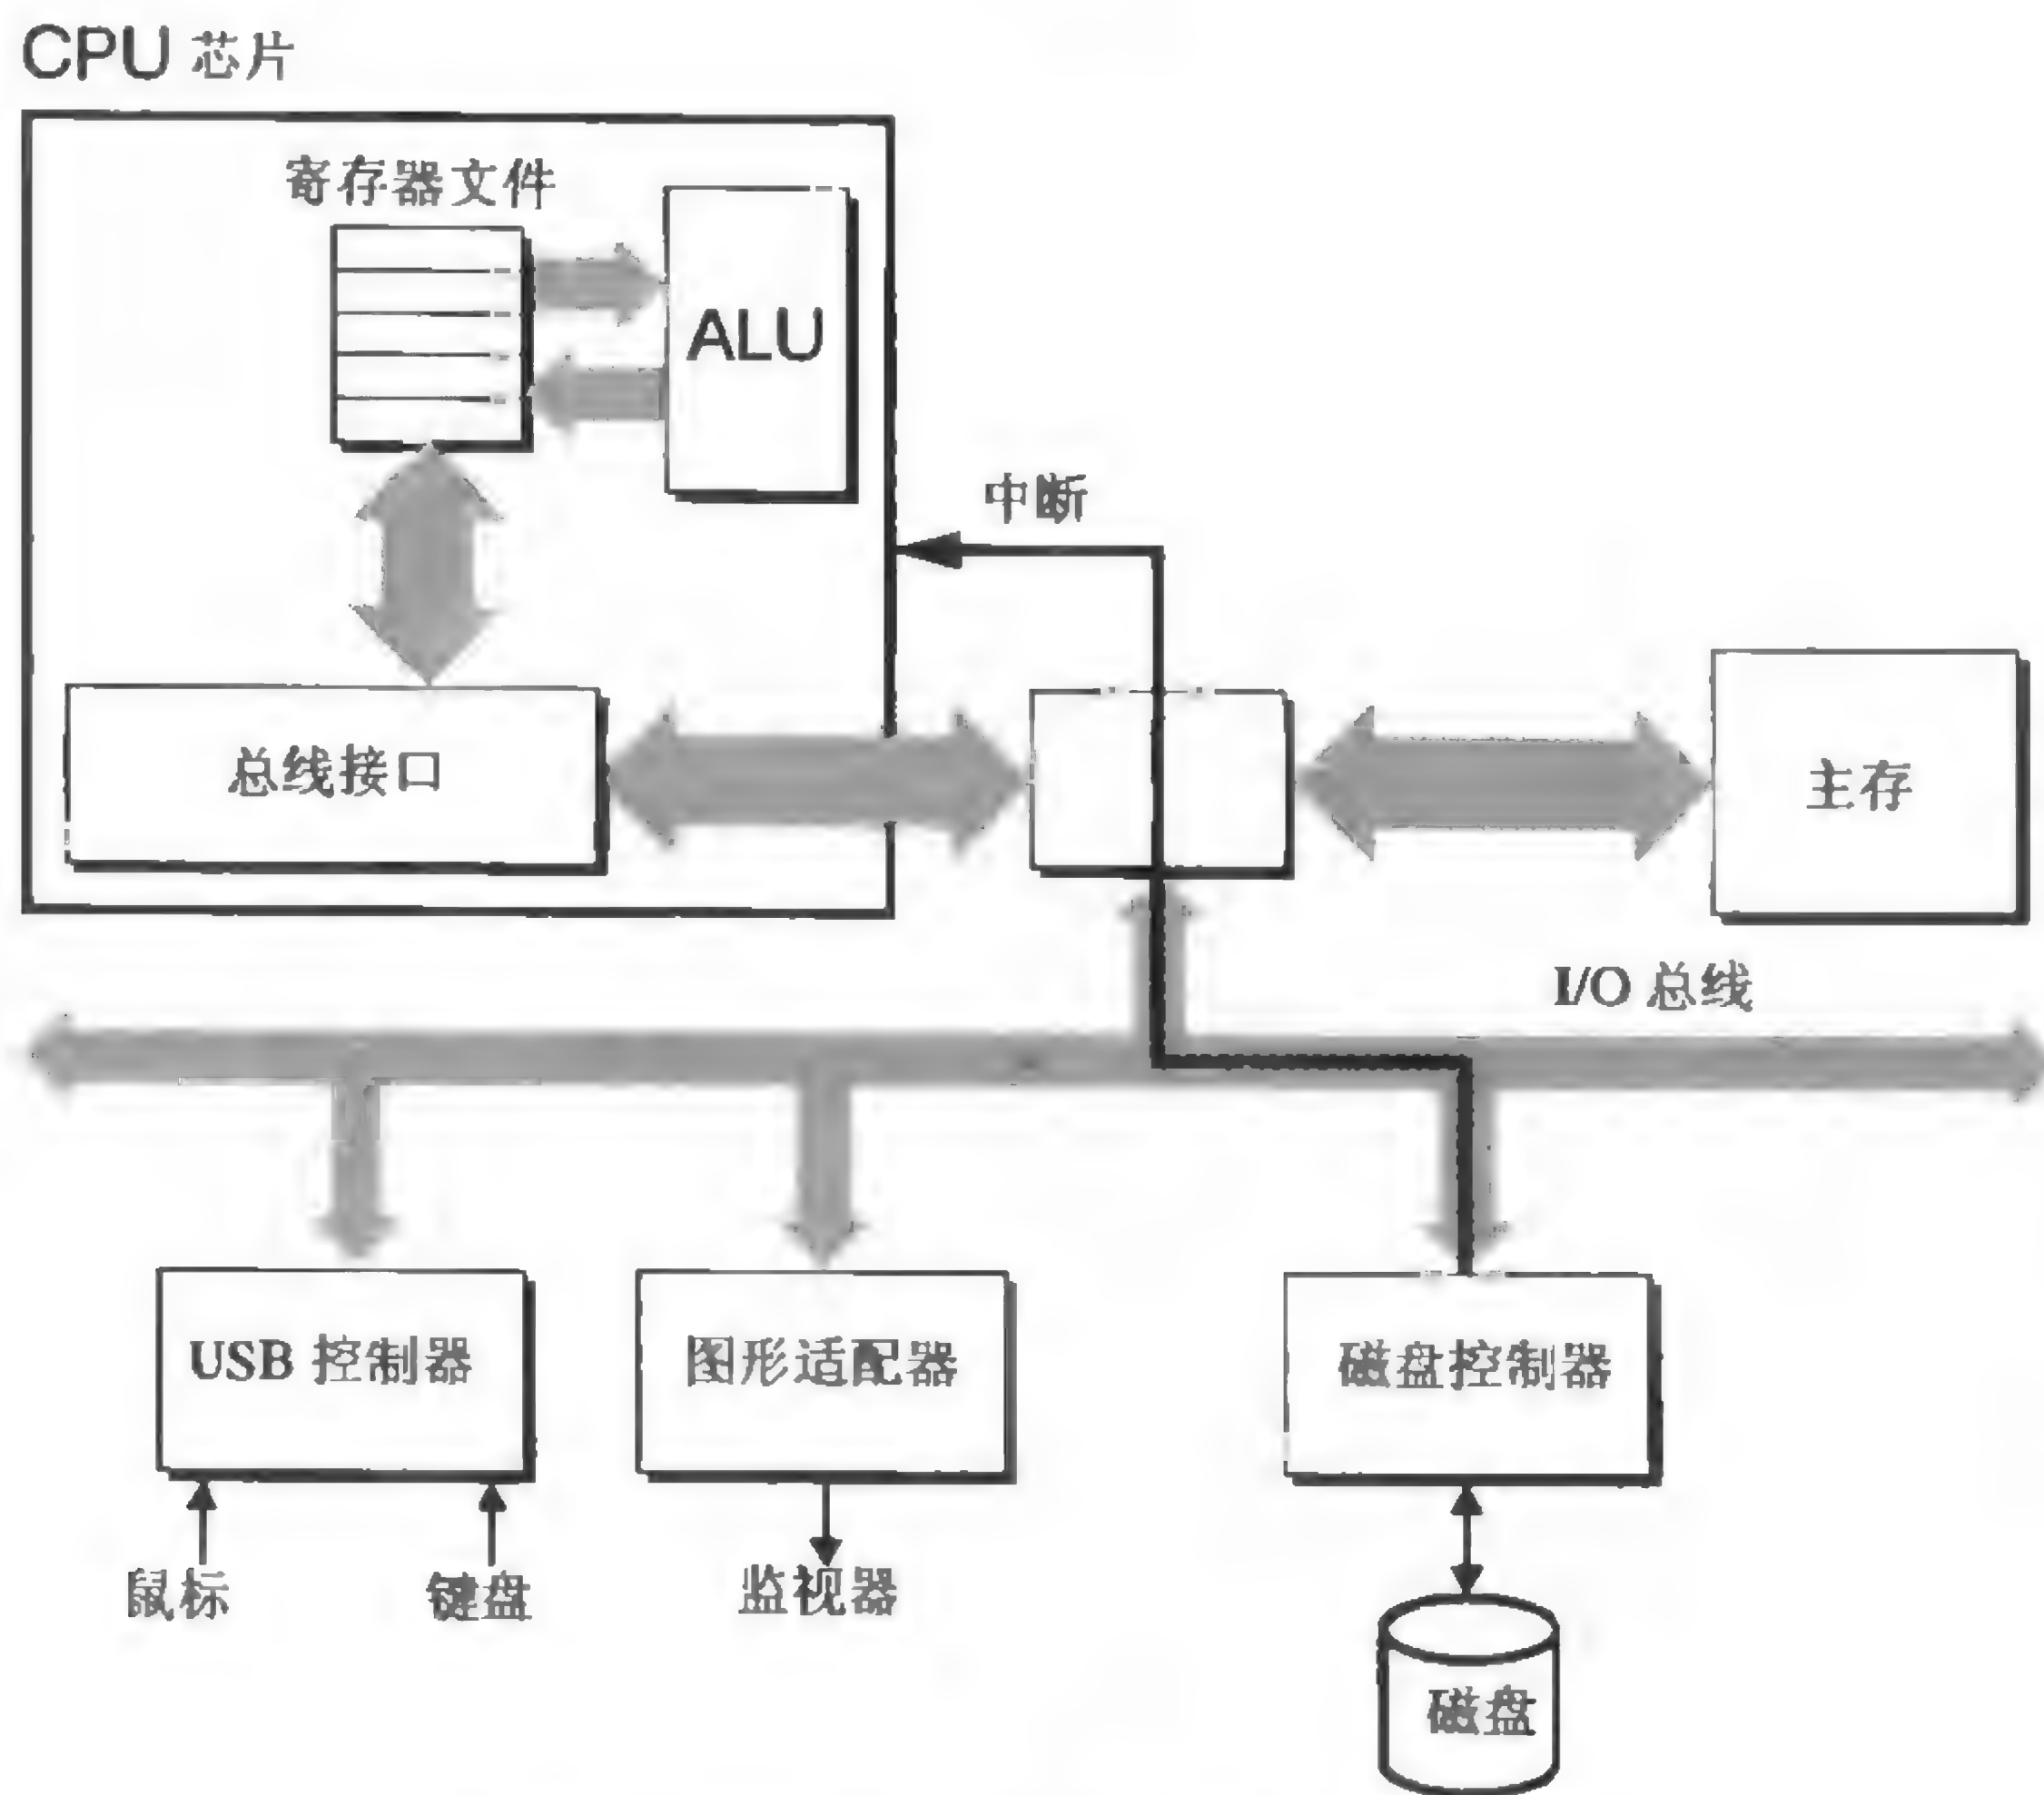 CPU 芯片
寄存器文件
ALU
中断
总线接口
主存
I/O 总线
USB 控制器
图形适配器
磁盘控制器
鼠标
键盘
监视器
磁盘